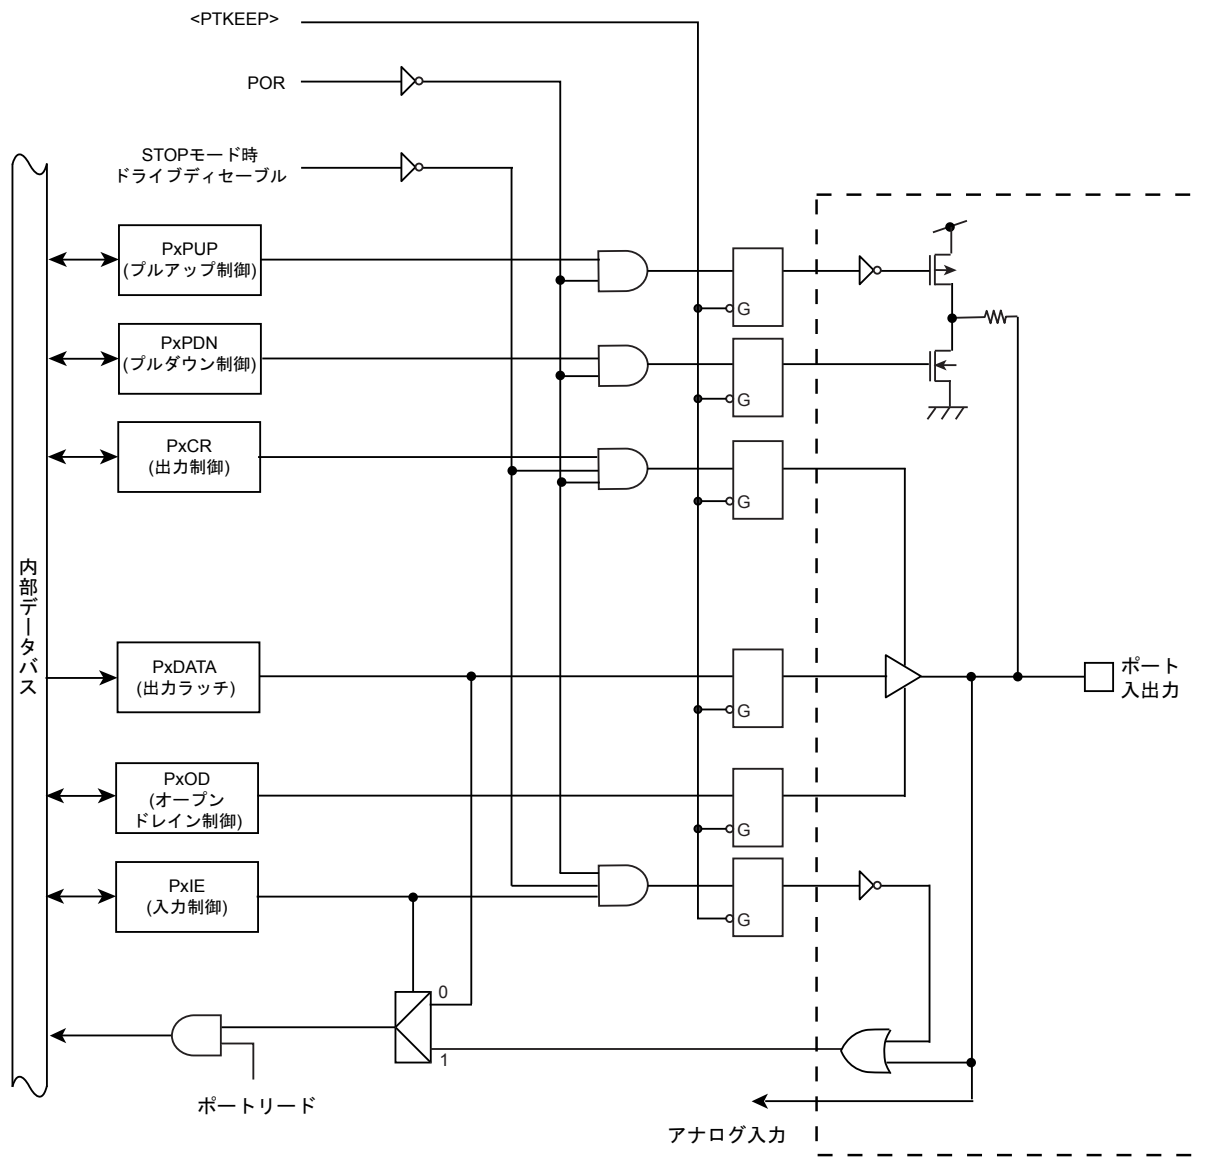 <PTKEEP>
POR
STOPモード時
ドライブディセーブル
PxPUP
(プルアップ制御)
G
PxPDN
(プルダウン制御)
G
PxCR
(出力制御)
G
内部データバス
PxDATA
(出力ラッチ)
G
ポート
入出力
PxOD
(オープン
ドレイン制御)
G
PxIE
(入力制御)
G
0
1
ポートリード
アナログ入力